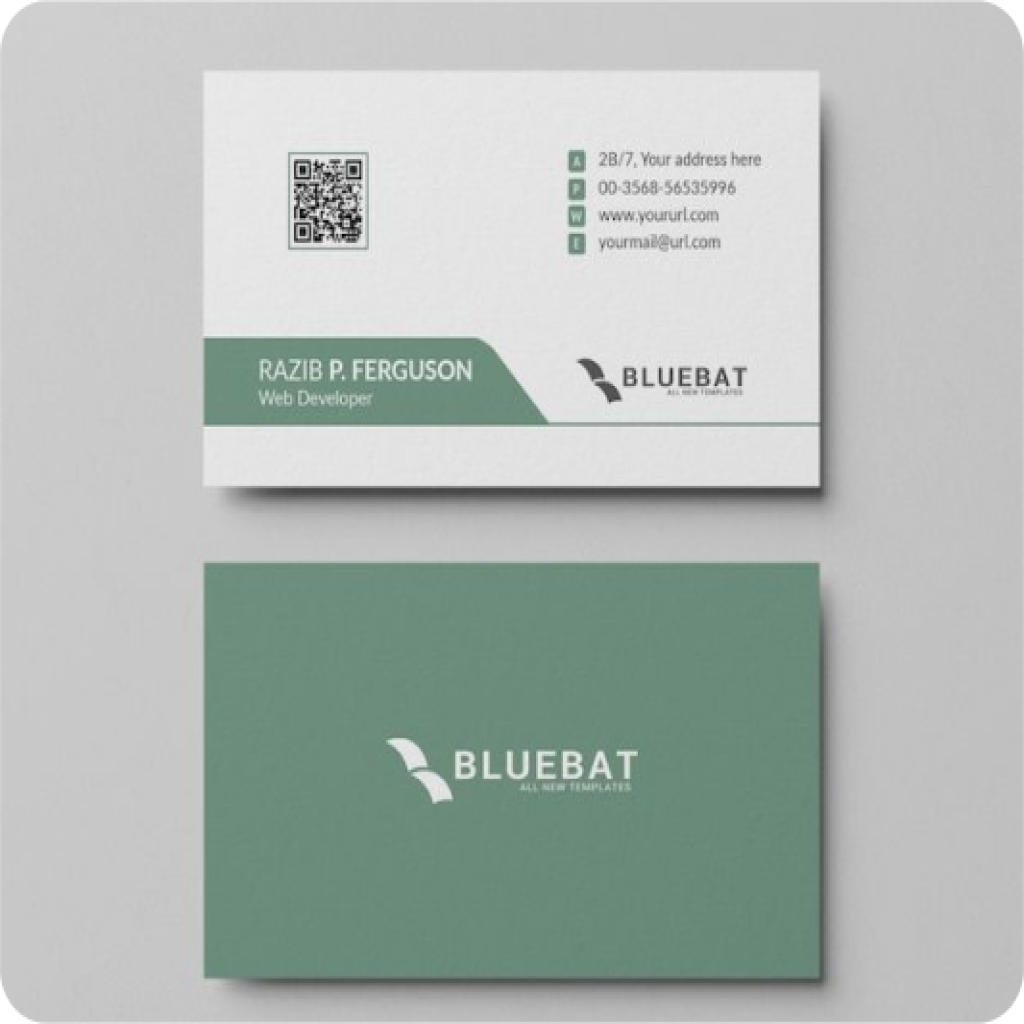 A 2B/7, Your address here
P 00-3568-56535996
W www.yoururl.com
E yourmail@url.com
RAZIB P. FERGUSON
Web Developer
BLUEBAT
ALL NEW TEMPLATES
BLUEBAT
ALL NEW TEMPLATES